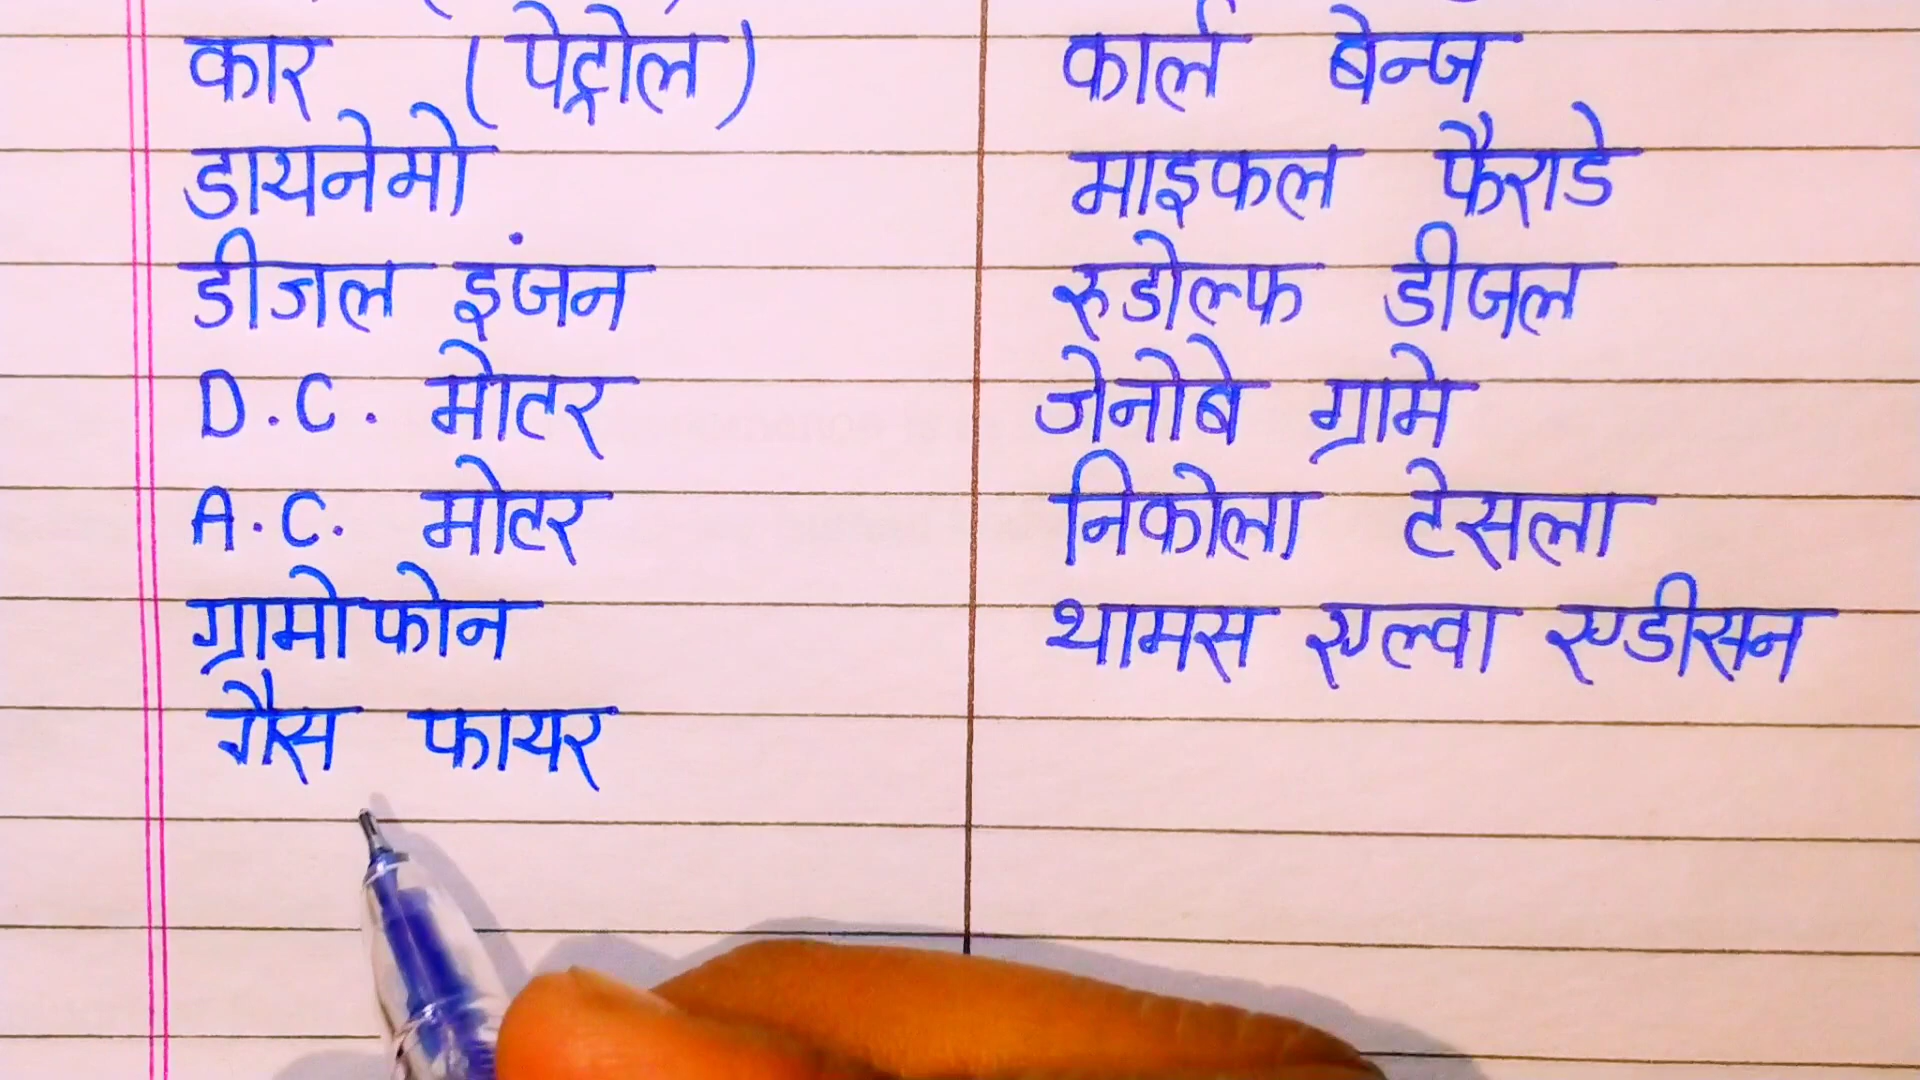 कार (पेट्रोल) कार्ल बेन्ज
डायनेमो माइकल फैराडे
डीजल इंजन रुडोल्फ डीजल
D.C. मोटर जेनोबे ग्रामे
A.C. मोटर निकोला टेसला
ग्रामोफोन थामस एल्वा एडीसन
गैस फायर